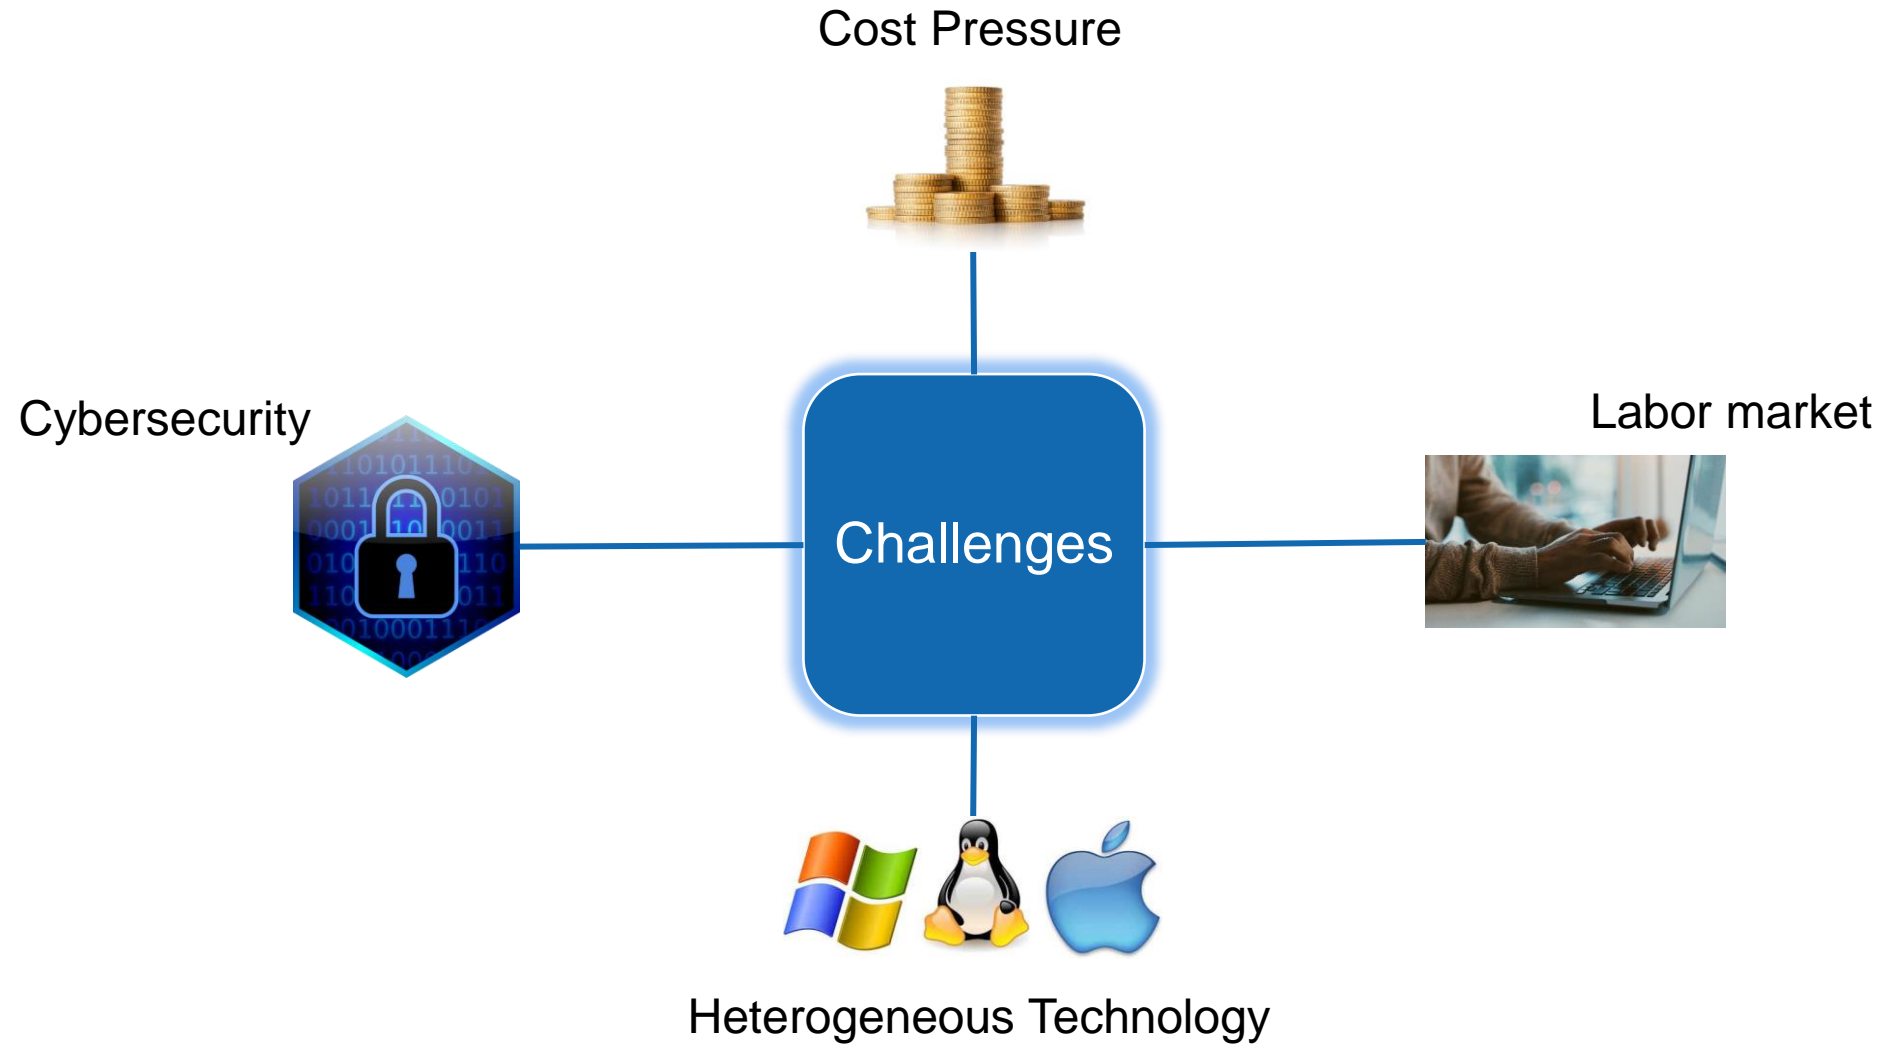 Cost Pressure
Cybersecurity
Labor market
Challenges
Heterogeneous Technology